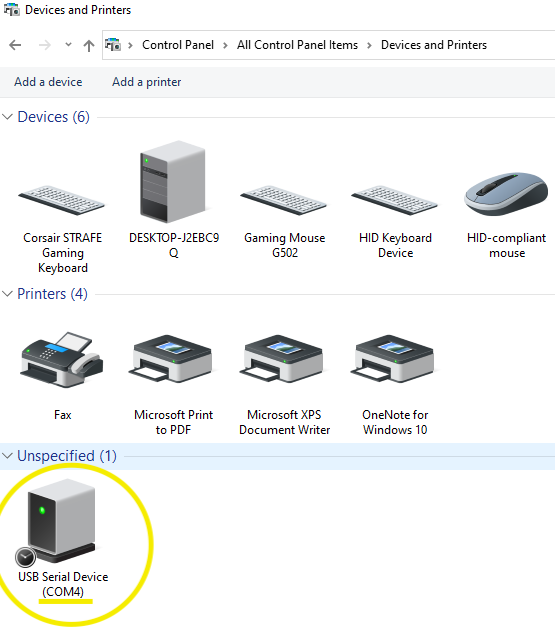 Devices and Printers
Control Panel > All Control Panel Items > Devices and Printers
Add a device Add a printer
Devices (6)
Corsair STRAFE
Gaming
Keyboard
DESKTOP-J2EBC9
Q
Gaming Mouse
G502
HID Keyboard
Device
HID-compliant
mouse
Printers (4)
Fax
Microsoft Print
to PDF
Microsoft XPS
Document Writer
OneNote for
Windows 10
Unspecified (1)
USB Serial Device
(COM4)